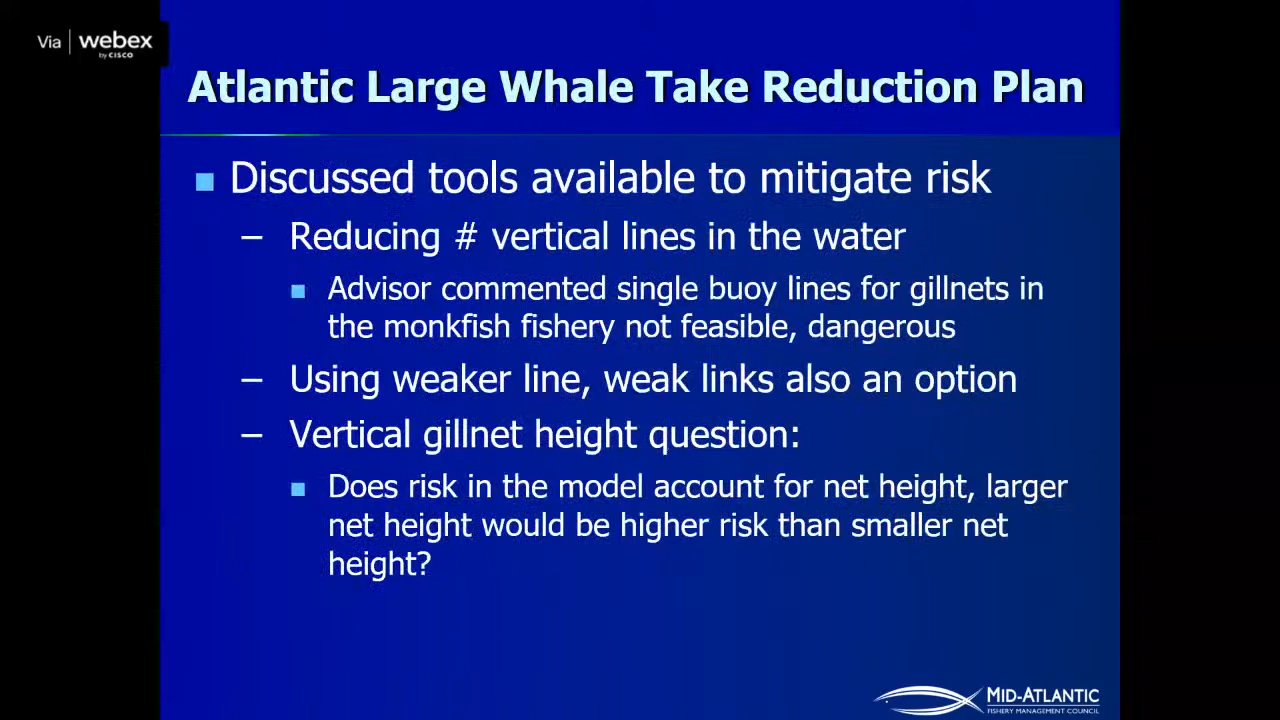 Via webex
by CISCO
Atlantic Large Whale Take Reduction Plan
Discussed tools available to mitigate risk
– Reducing # vertical lines in the water
Advisor commented single buoy lines for gillnets in
the monkfish fishery not feasible, dangerous
– Using weaker line, weak links also an option
– Vertical gillnet height question:
Does risk in the model account for net height, larger
net height would be higher risk than smaller net
height?
MID-ATLANTIC
FISHERY MANAGEMENT COUNCIL